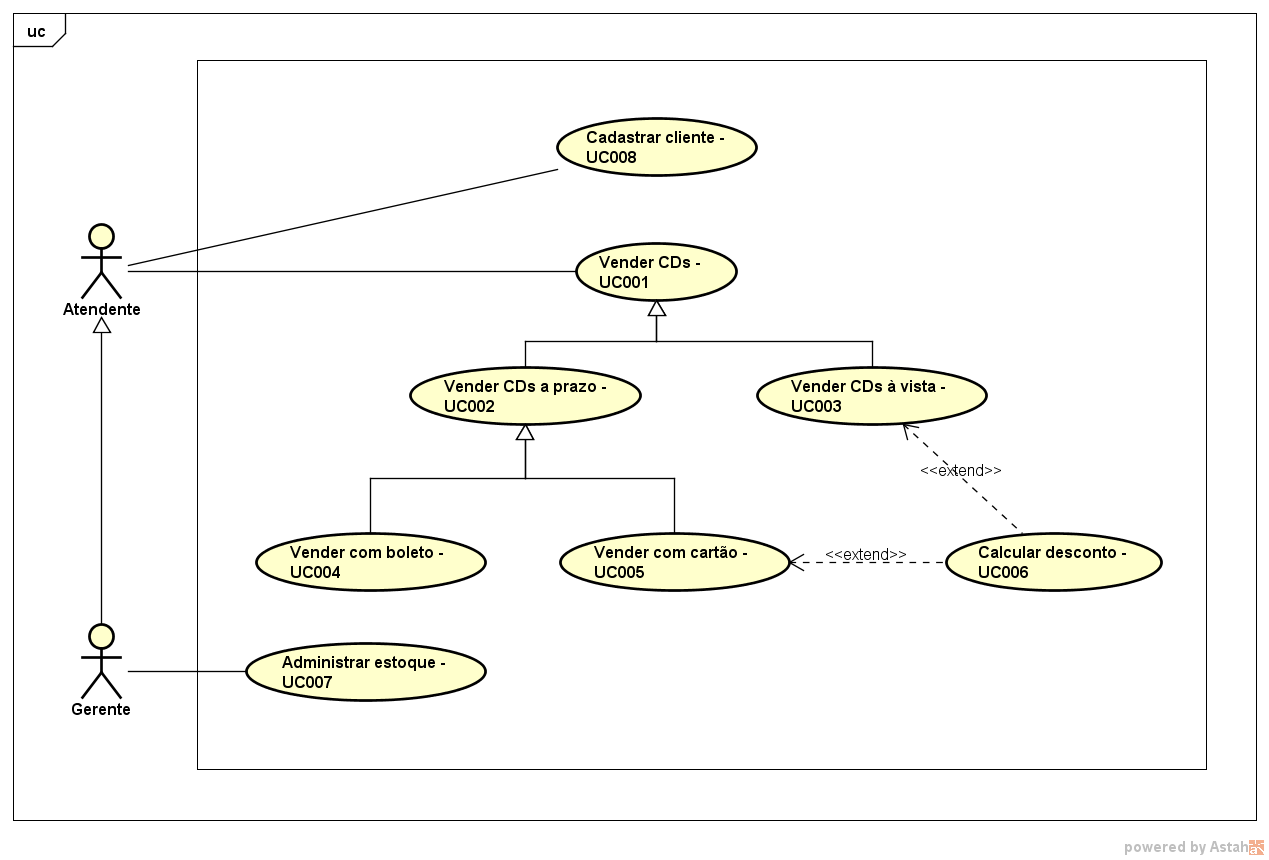 uc
Cadastrar cliente -
UC008
Vender CDs -
UC001
Atendente
Vender CDs a prazo -
UC002
Vender CDs à vista -
UC003
<<extend>>
Vender com boleto -
UC004
Vender com cartão -
UC005
<<extend>>
Calcular desconto -
UC006
Administrar estoque -
UC007
Gerente
powered by Astah